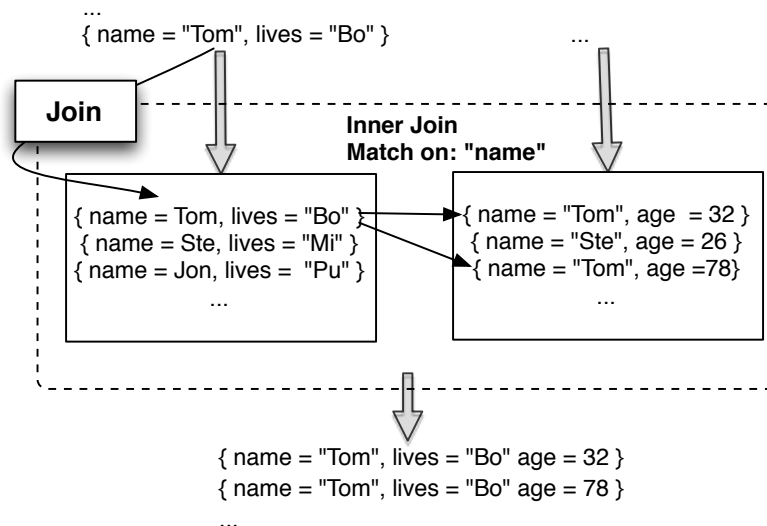 ...
{ name = "Tom", lives = "Bo" }
...
Join
Inner Join
Match on: "name"
{ name = Tom, lives = "Bo" }
{ name = Ste, lives = "Mi" }
{ name = Jon, lives = "Pu" }
...
{ name = "Tom", age = 32 }
{ name = "Ste", age = 26 }
{ name = "Tom", age =78}
...
{ name = "Tom", lives = "Bo" age = 32 }
{ name = "Tom", lives = "Bo" age = 78 }
...